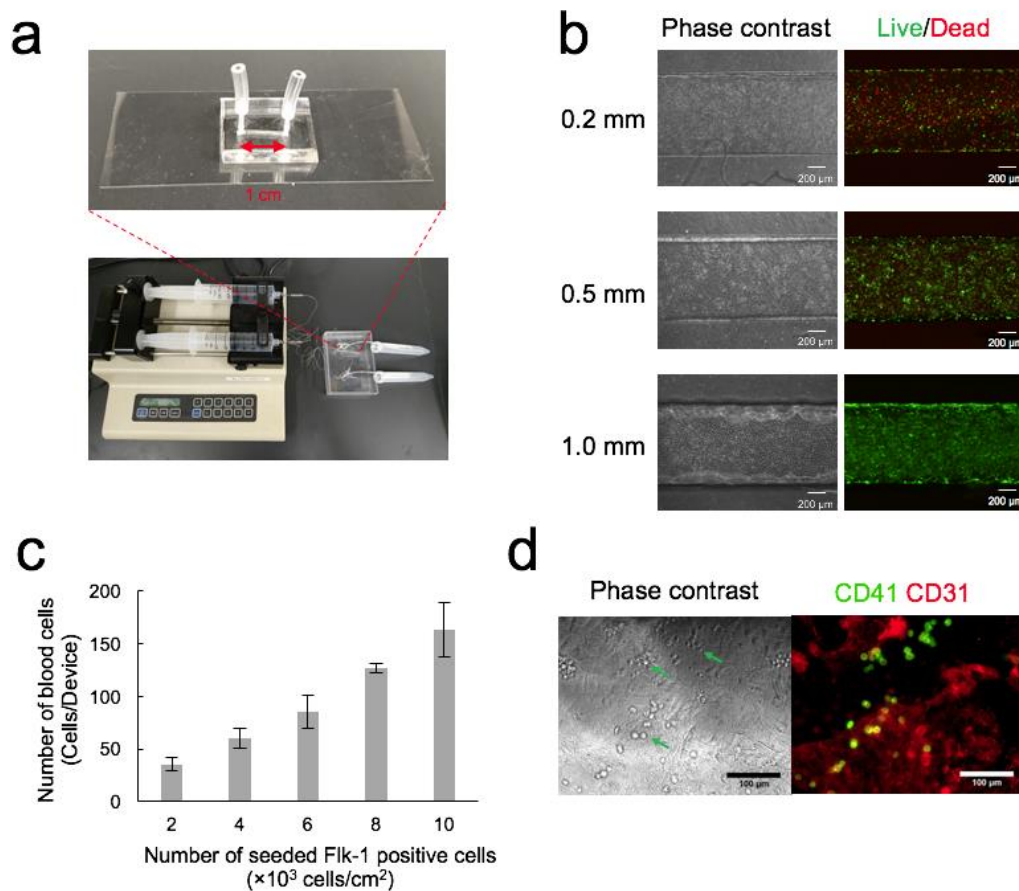 a
1 cm
b
Phase contrast Live/Dead
0.2 mm
200 µm 200 µm
0.5 mm
200 µm 200 µm
1.0 mm
200 µm 200 µm
c
Number of blood cells
(Cells/Device)
200
150
100
50
0
2 4 6 8 10
Number of seeded Flk-1 positive cells
(×10³ cells/cm²)
d
Phase contrast CD41 CD31
100 µm 100 µm